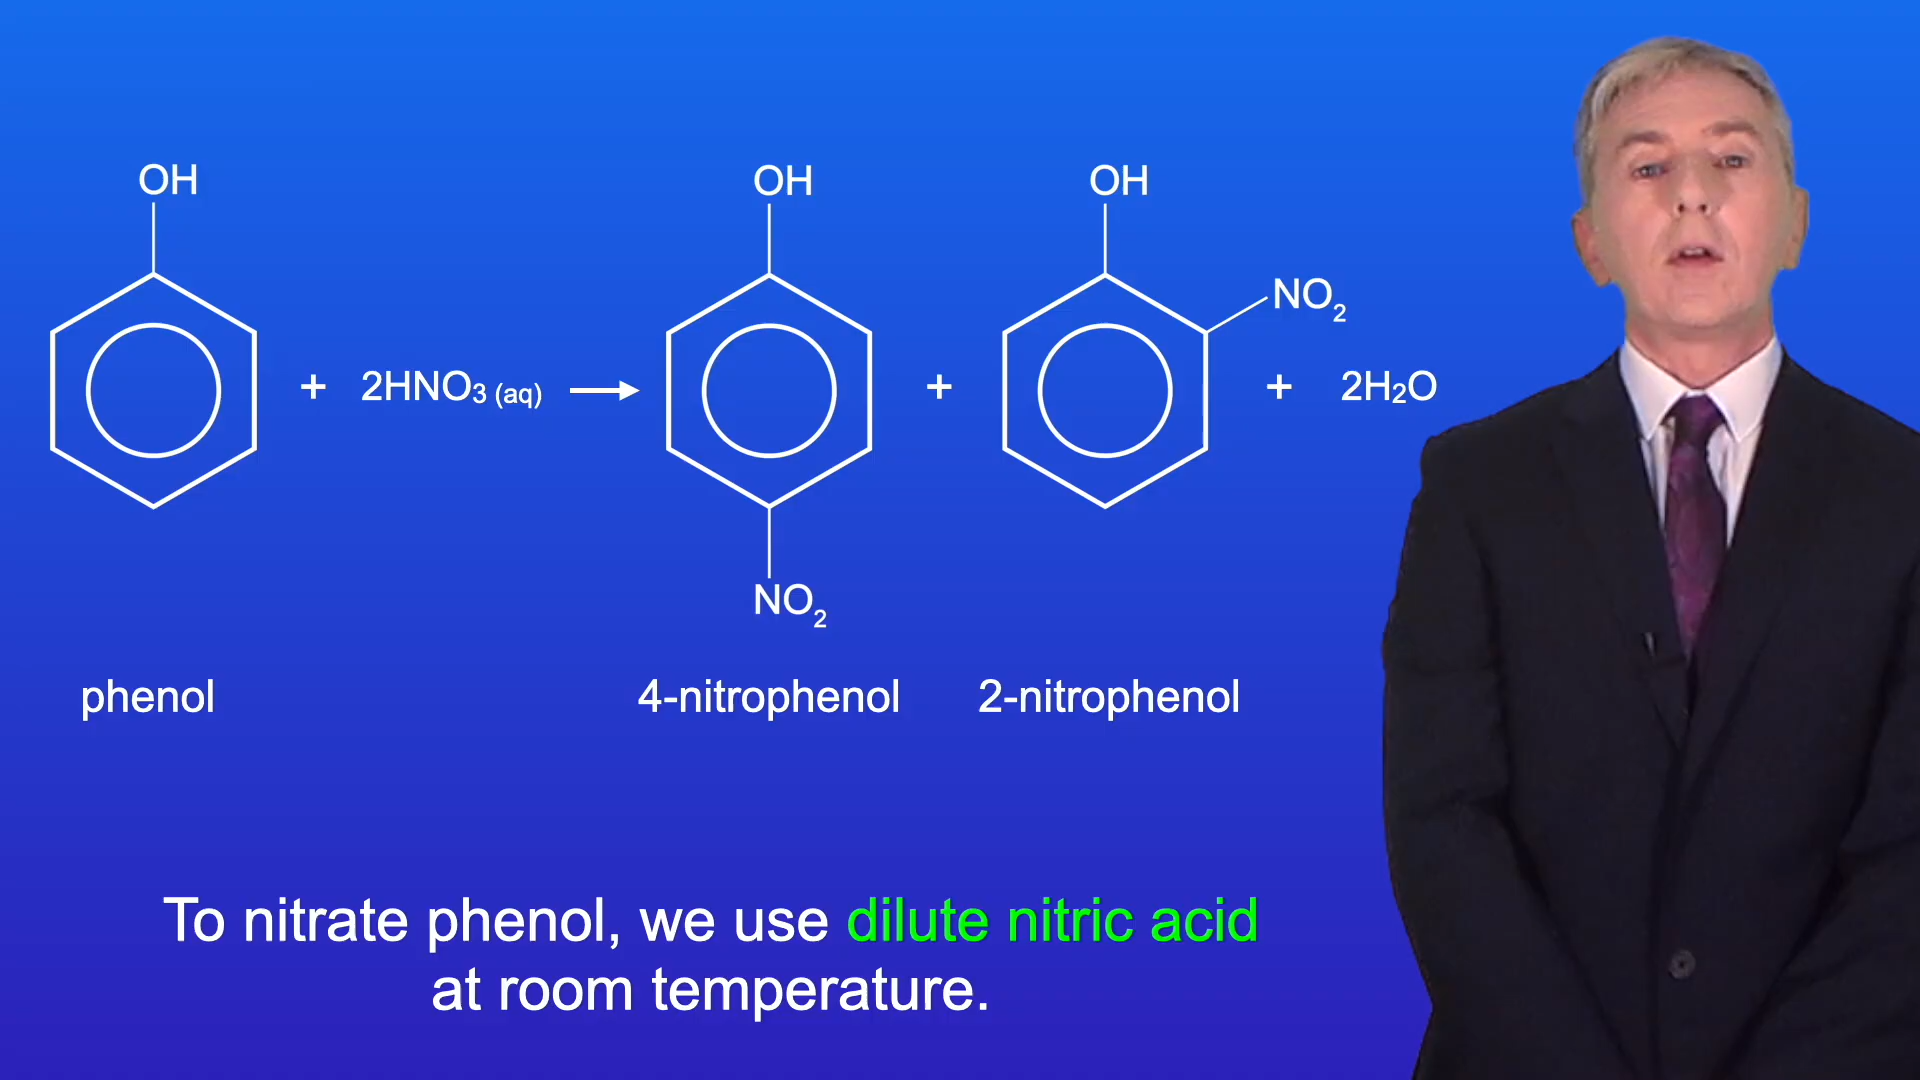 OH
OH
OH
NO₂
+ 2HNO₃ (aq) ⟶ + + 2H₂O
NO₂
phenol
4-nitrophenol
2-nitrophenol
To nitrate phenol, we use dilute nitric acid
at room temperature.